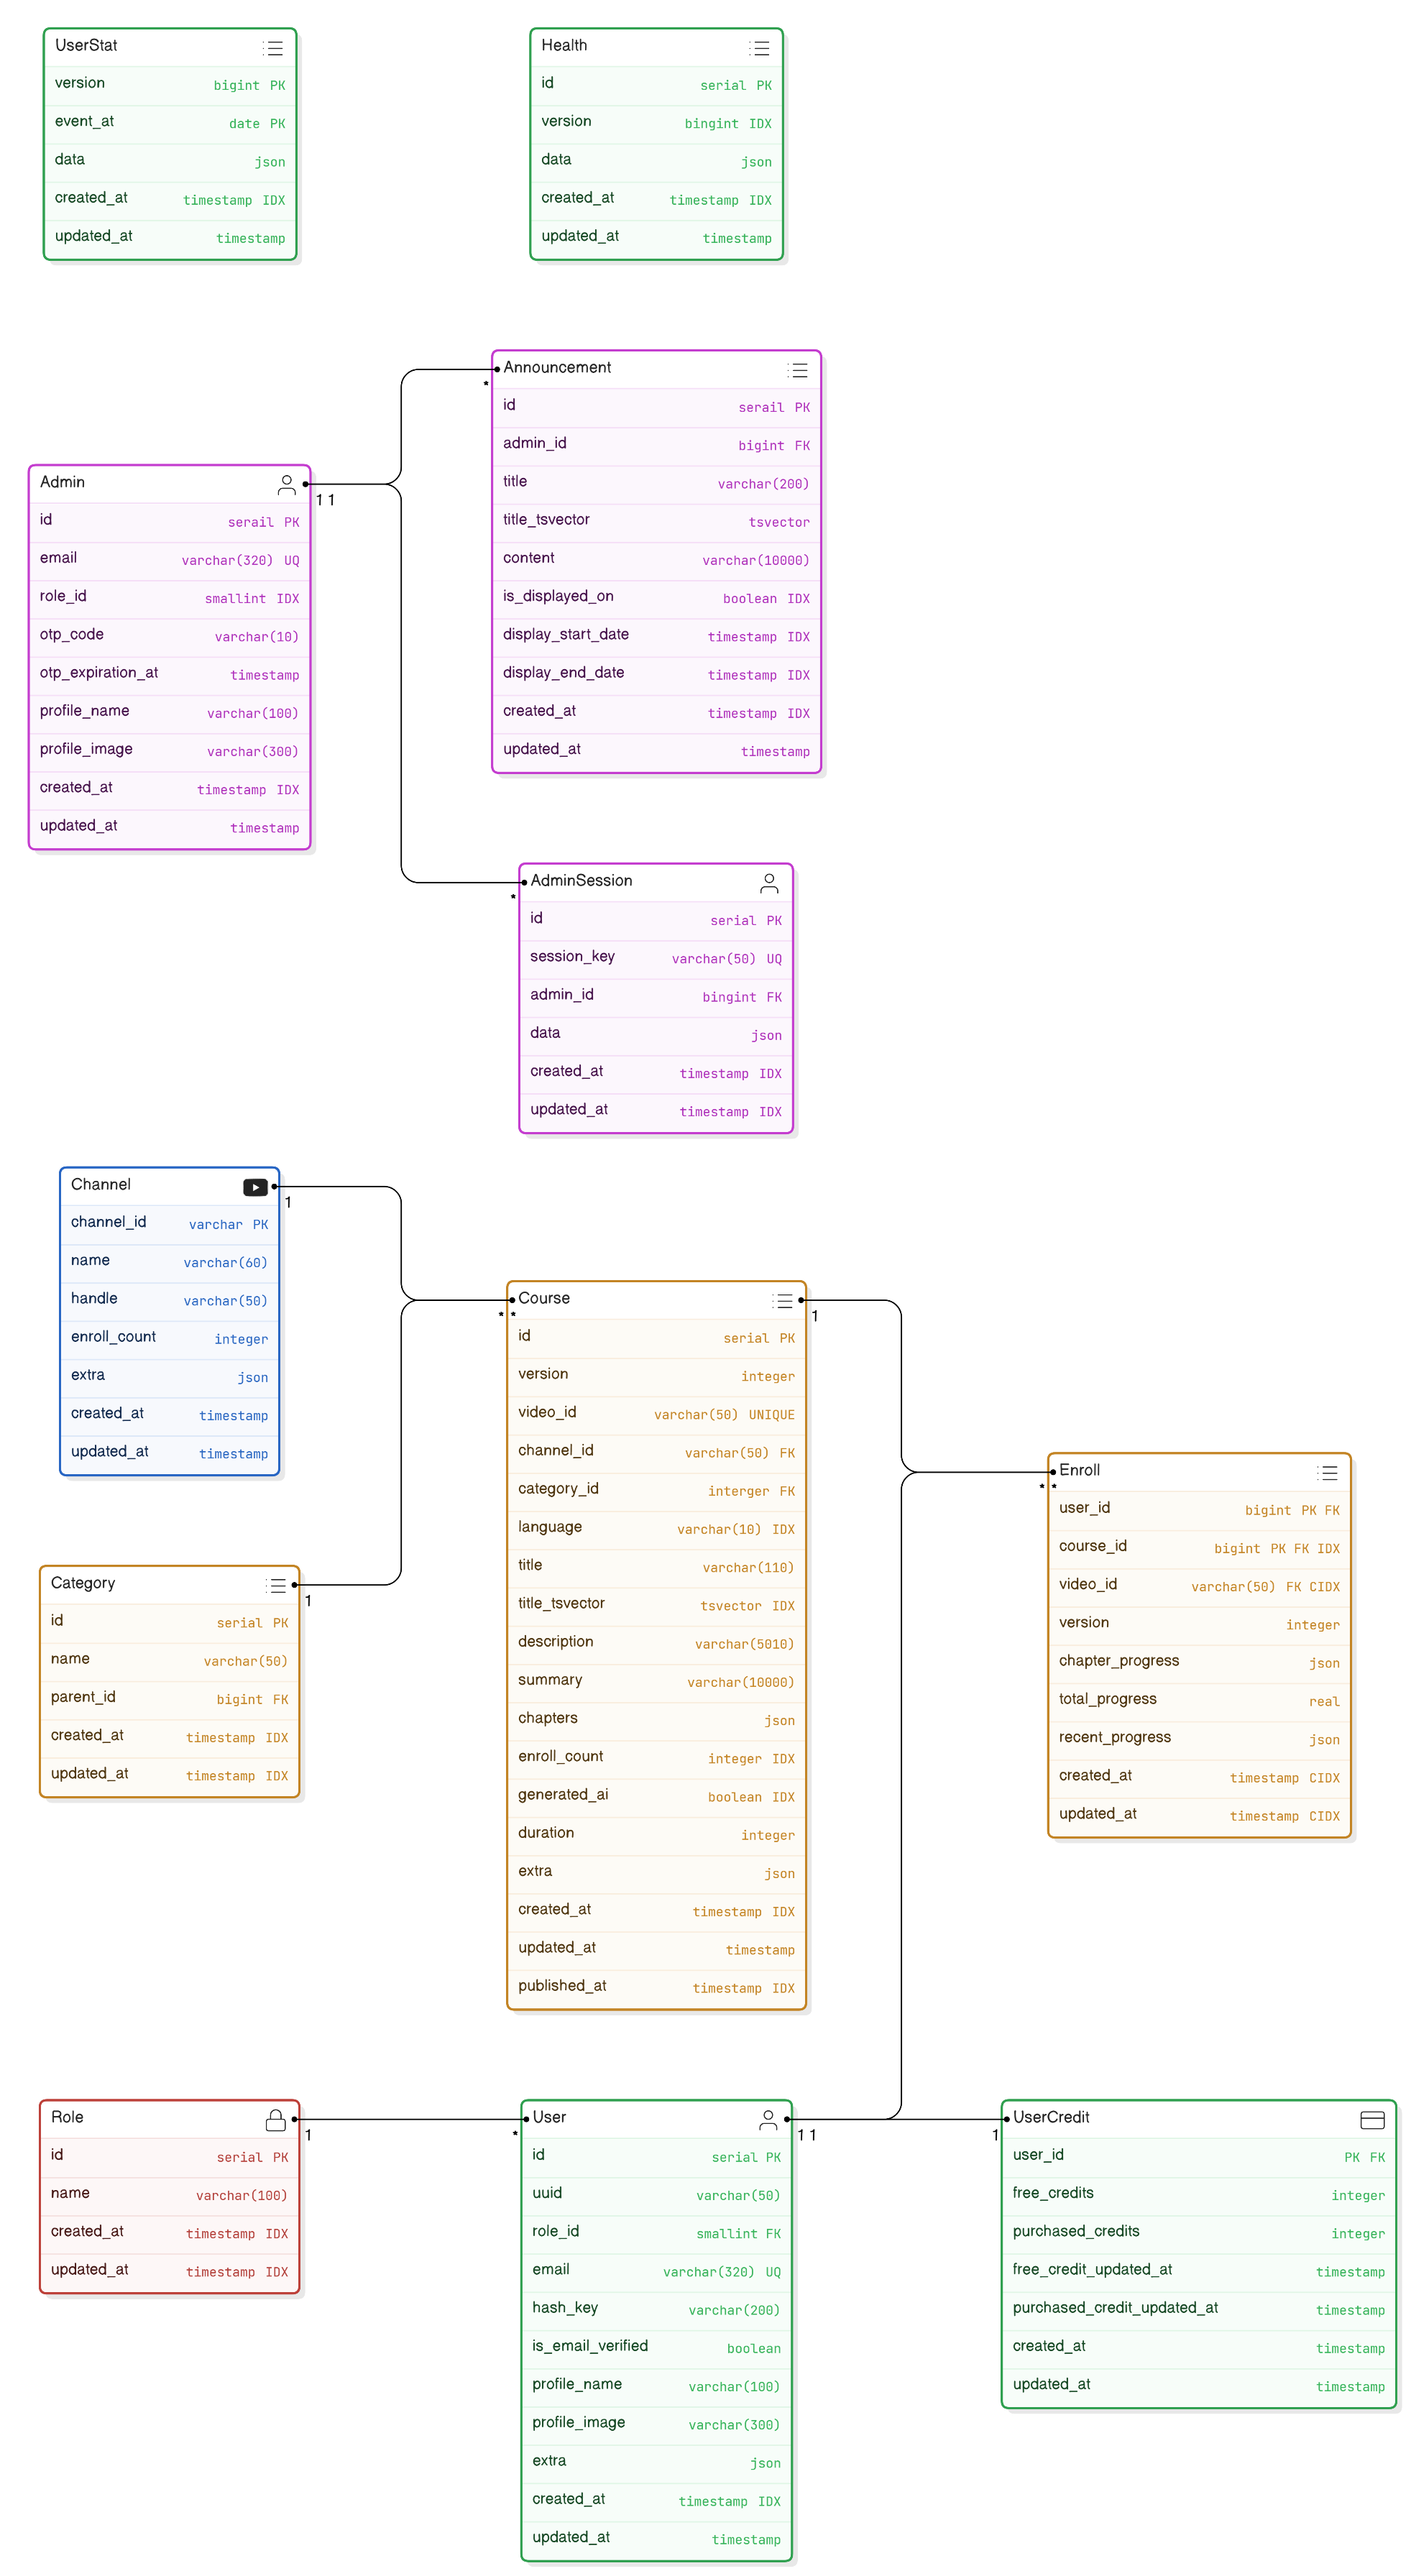 UserStat
version bigint PK
event_at date PK
data json
created_at timestamp IDX
updated_at timestamp
Health
id serial PK
version bingint IDX
data json
created_at timestamp IDX
updated_at timestamp
Announcement
*
id serail PK
admin_id bigint FK
title varchar(200)
title_tsvector tsvector
content varchar(10000)
is_displayed_on boolean IDX
display_start_date timestamp IDX
display_end_date timestamp IDX
created_at timestamp IDX
updated_at timestamp
Admin
1 1
id serail PK
email varchar(320) UQ
role_id smallint IDX
otp_code varchar(10)
otp_expiration_at timestamp
profile_name varchar(100)
profile_image varchar(300)
created_at timestamp IDX
updated_at timestamp
AdminSession
*
id serial PK
session_key varchar(50) UQ
admin_id bingint FK
data json
created_at timestamp IDX
updated_at timestamp IDX
Channel
1
channel_id varchar PK
name varchar(60)
handle varchar(50)
enroll_count integer
extra json
created_at timestamp
updated_at timestamp
Course
* *
1
id serial PK
version integer
video_id varchar(50) UNIQUE
channel_id varchar(50) FK
category_id interger FK
language varchar(10) IDX
title varchar(110)
title_tsvector tsvector IDX
description varchar(5010)
summary varchar(10000)
chapters json
enroll_count integer IDX
generated_ai boolean IDX
duration integer
extra json
created_at timestamp IDX
updated_at timestamp
published_at timestamp IDX
Enroll
* *
user_id bigint PK FK
course_id bigint PK FK IDX
video_id varchar(50) FK CIDX
version integer
chapter_progress json
total_progress real
recent_progress json
created_at timestamp CIDX
updated_at timestamp CIDX
Category
1
id serial PK
name varchar(50)
parent_id bigint FK
created_at timestamp IDX
updated_at timestamp IDX
Role
1
id serial PK
name varchar(100)
created_at timestamp IDX
updated_at timestamp IDX
User
*
1 1
id serial PK
uuid varchar(50)
role_id smallint FK
email varchar(320) UQ
hash_key varchar(200)
is_email_verified boolean
profile_name varchar(100)
profile_image varchar(300)
extra json
created_at timestamp IDX
updated_at timestamp
UserCredit
1
user_id PK FK
free_credits integer
purchased_credits integer
free_credit_updated_at timestamp
purchased_credit_updated_at timestamp
created_at timestamp
updated_at timestamp